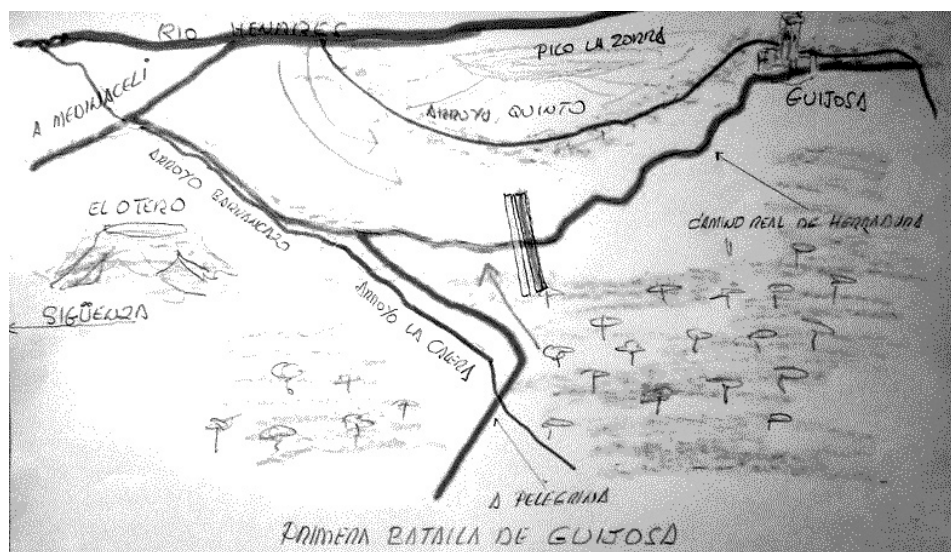 RIO HENARES
PICO LA ZORRA
A MEDINACELI
ARROYO QUINTO
GUIJOSA
ARROYO BARRANCAZO
EL OTERO
CAMINO REAL DE HERRADURA
SIGÜENZA
ARROYO LA CALERA
A PELEGRINA
PRIMERA BATALLA DE GUIJOSA